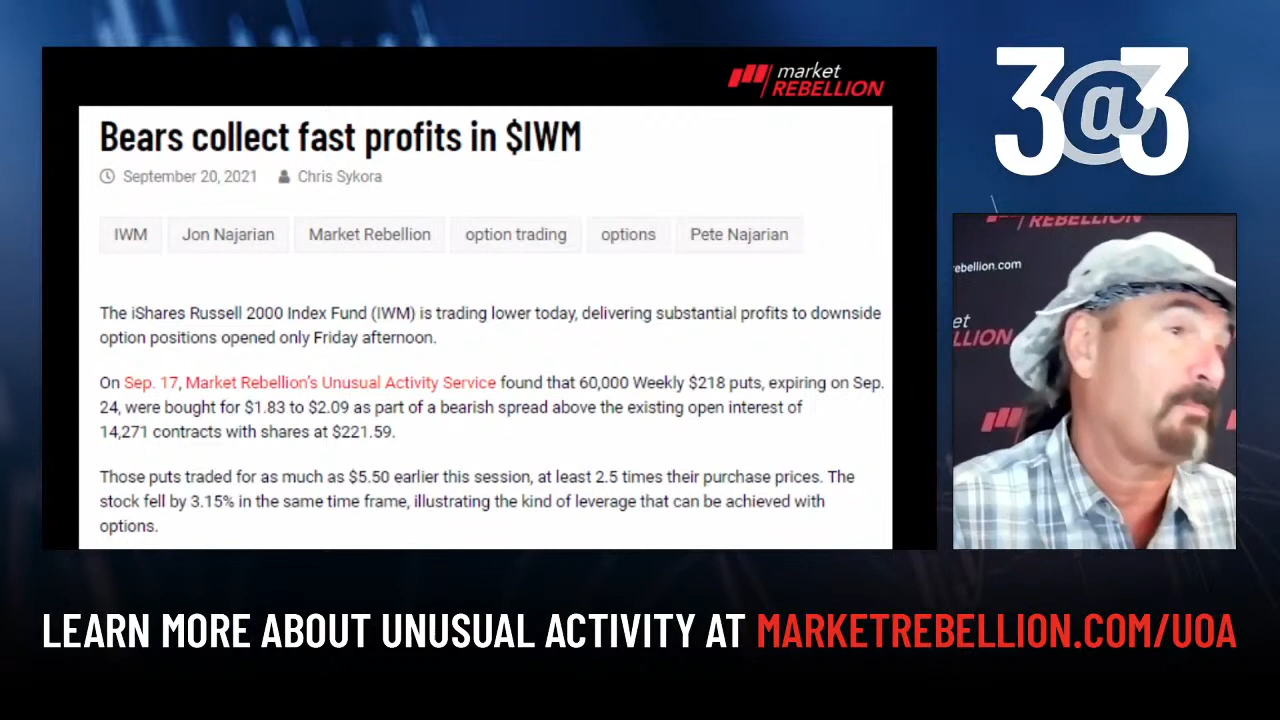 market
REBELLION
3@3
Bears collect fast profits in $IWM
September 20, 2021 Chris Sykora
IWM Jon Najarian Market Rebellion option trading options Pete Najarian
The iShares Russell 2000 Index Fund (IWM) is trading lower today, delivering substantial profits to downside
option positions opened only Friday afternoon.
On Sep. 17, Market Rebellion's Unusual Activity Service found that 60,000 Weekly $218 puts, expiring on Sep.
24, were bought for $1.83 to $2.09 as part of a bearish spread above the existing open interest of
14,271 contracts with shares at $221.59.
Those puts traded for as much as $5.50 earlier this session, at least 2.5 times their purchase prices. The
stock fell by 3.15% in the same time frame, illustrating the kind of leverage that can be achieved with
options.
REBELLION
ebellion.com
et
LLION
LEARN MORE ABOUT UNUSUAL ACTIVITY AT MARKETREBELLION.COM/UOA